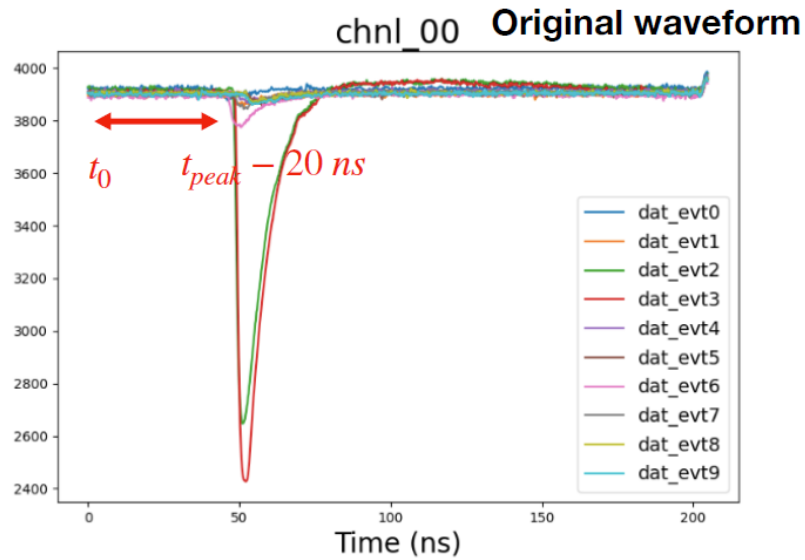 chnl_00
Original waveform
4000
3800
3600
3400
3200
3000
2800
2600
2400
t0
tpeak − 20 ns
dat_evt0
dat_evt1
dat_evt2
dat_evt3
dat_evt4
dat_evt5
dat_evt6
dat_evt7
dat_evt8
dat_evt9
0
50
100
150
200
Time (ns)